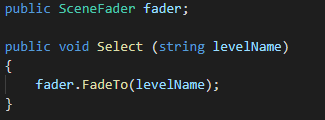 public SceneFader fader;
public void Select (string levelName)
{
fader.FadeTo(levelName);
}